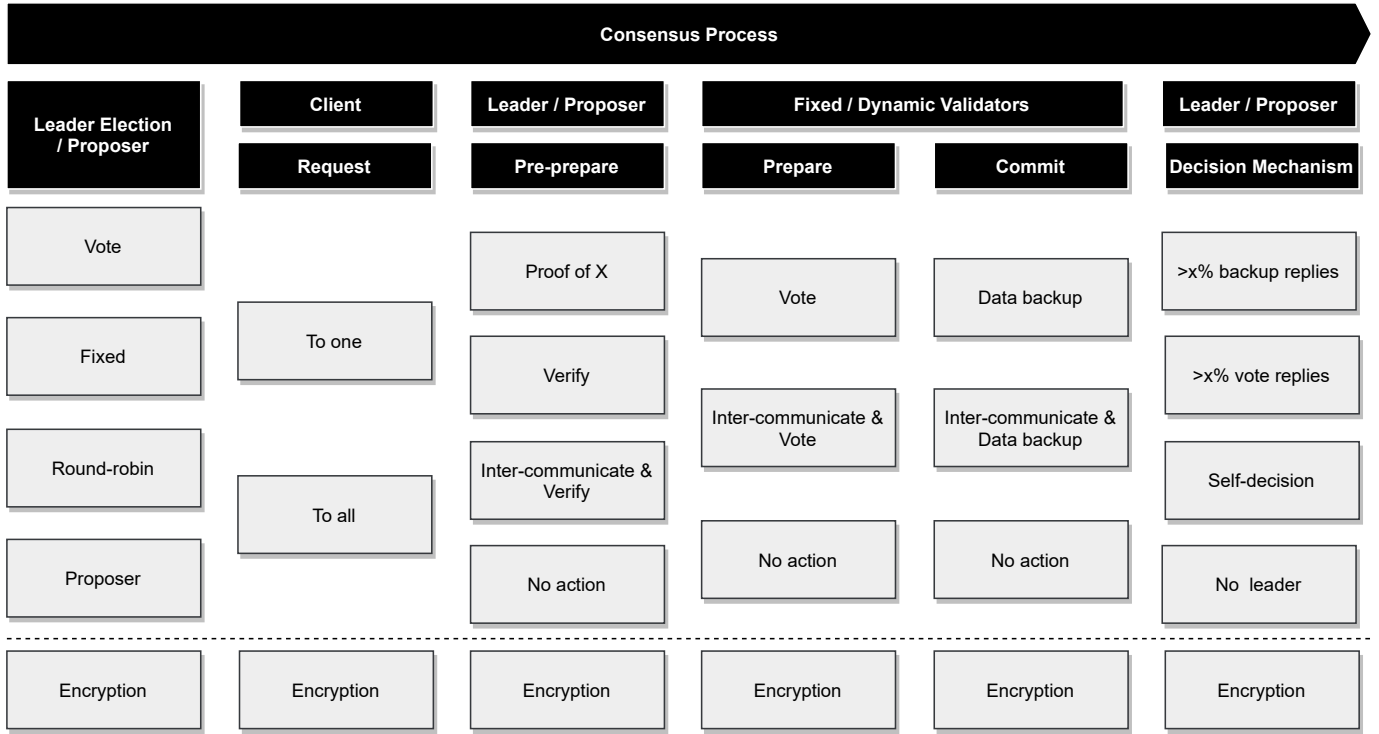 Consensus Process
Leader Election
/ Proposer
Client
Leader / Proposer
Fixed / Dynamic Validators
Leader / Proposer
Request
Pre-prepare
Prepare
Commit
Decision Mechanism
Vote
Fixed
Round-robin
Proposer
To one
To all
Proof of X
Verify
Inter-communicate &
Verify
No action
Vote
Inter-communicate &
Vote
No action
Data backup
Inter-communicate &
Data backup
No action
>x% backup replies
>x% vote replies
Self-decision
No leader
Encryption
Encryption
Encryption
Encryption
Encryption
Encryption